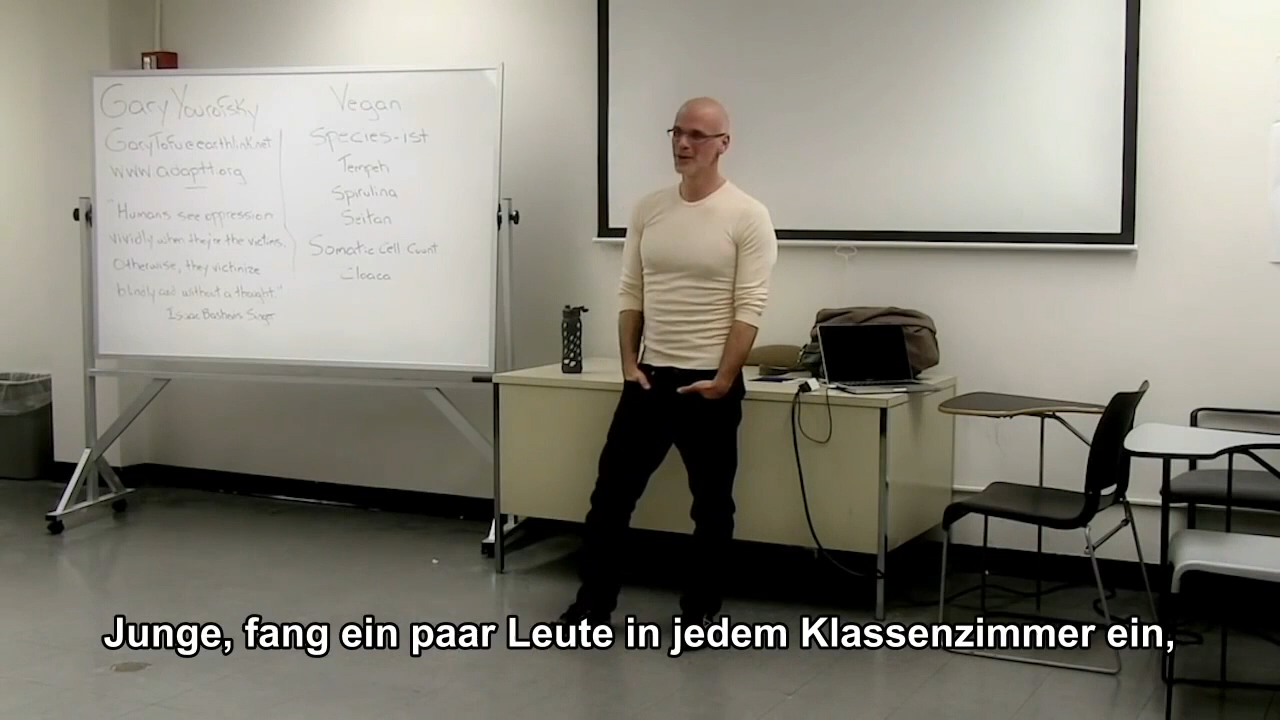 Gary Yourofsky
GaryTofu@earthlink.net
www.adaptt.org
"Humans see oppression
vividly when they're the victims.
Otherwise, they victimize
blindly and without a thought."
Isaac Bashevis Singer
Vegan
Species-ist
Tempeh
Spirulina
Seitan
Somatic Cell Count
Cloaca
Junge, fang ein paar Leute in jedem Klassenzimmer ein,